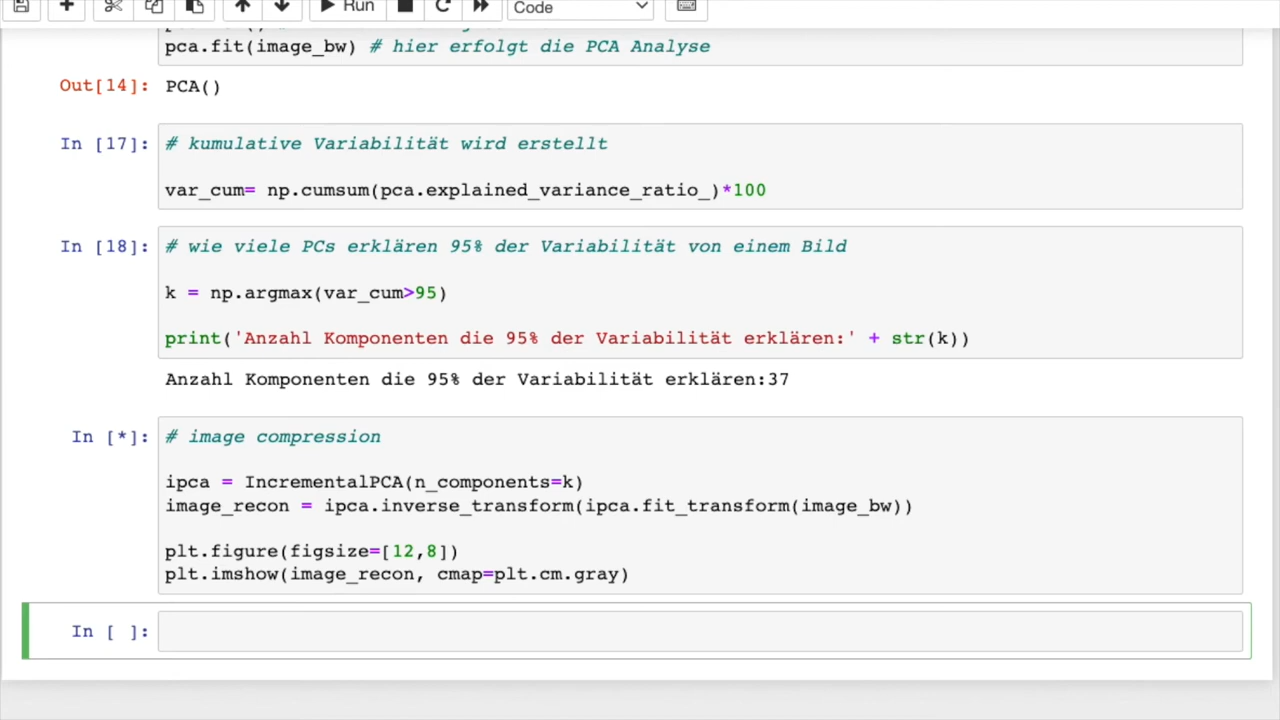 Run
Code
pca.fit(image_bw) # hier erfolgt die PCA Analyse
Out[14]: PCA()
In [17]: # kumulative Variabilität wird erstellt
var_cum= np.cumsum(pca.explained_variance_ratio_)*100
In [18]: # wie viele PCs erklären 95% der Variabilität von einem Bild
k = np.argmax(var_cum>95)
print('Anzahl Komponenten die 95% der Variabilität erklären:' + str(k))
Anzahl Komponenten die 95% der Variabilität erklären:37
In [*]: # image compression
ipca = IncrementalPCA(n_components=k)
image_recon = ipca.inverse_transform(ipca.fit_transform(image_bw))
plt.figure(figsize=[12,8])
plt.imshow(image_recon, cmap=plt.cm.gray)
In [ ]: